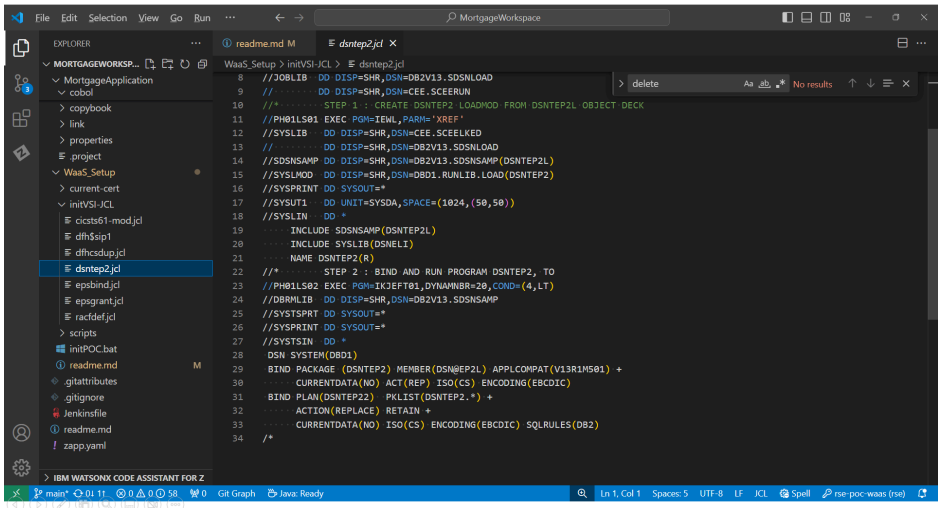 File Edit Selection View Go Run ··· MortgageWorkspace
EXPLORER ···
MORTGAGEWORKSP...
MortgageApplication
cobol
copybook
link
properties
.project
WaaS_Setup
current-cert
initVSI-JCL
cicsts61-mod.jcl
dfh$sip1
dfhcsdup.jcl
dsntep2.jcl
epsbind.jcl
epsgrant.jcl
racfdef.jcl
scripts
initPOC.bat
readme.md M
.gitattributes
.gitignore
Jenkinsfile
readme.md
zapp.yaml
IBM WATSONX CODE ASSISTANT FOR Z
readme.md M dsntep2.jcl
WaaS_Setup > initVSI-JCL > dsntep2.jcl
delete Aa ab No results
8 //JOBLIB DD DISP=SHR,DSN=DB2V13.SDSNLOAD
9 // DD DISP=SHR,DSN=CEE.SCEERUN
10 //* STEP 1 : CREATE DSNTEP2 LOADMOD FROM DSNTEP2L OBJECT DECK
11 //PH01LS01 EXEC PGM=IEWL,PARM='XREF'
12 //SYSLIB DD DISP=SHR,DSN=CEE.SCEELKED
13 // DD DISP=SHR,DSN=DB2V13.SDSNLOAD
14 //SDSNSAMP DD DISP=SHR,DSN=DB2V13.SDSNSAMP(DSNTEP2L)
15 //SYSLMOD DD DISP=SHR,DSN=DBD1.RUNLIB.LOAD(DSNTEP2)
16 //SYSPRINT DD SYSOUT=*
17 //SYSUT1 DD UNIT=SYSDA,SPACE=(1024,(50,50))
18 //SYSLIN DD *
19 INCLUDE SDSNSAMP(DSNTEP2L)
20 INCLUDE SYSLIB(DSNELI)
21 NAME DSNTEP2(R)
22 //* STEP 2 : BIND AND RUN PROGRAM DSNTEP2, TO
23 //PH01LS02 EXEC PGM=IKJEFT01,DYNAMNBR=20,COND=(4,LT)
24 //DBRMLIB DD DISP=SHR,DSN=DB2V13.SDSNSAMP
25 //SYSTSPRT DD SYSOUT=*
26 //SYSPRINT DD SYSOUT=*
27 //SYSTSIN DD *
28 DSN SYSTEM(DBD1)
29 BIND PACKAGE (DSNTEP2) MEMBER(DSN@EP2L) APPLCOMPAT(V13R1M501) +
30 CURRENTDATA(NO) ACT(REP) ISO(CS) ENCODING(EBCDIC)
31 BIND PLAN(DSNTEP22) PKLIST(DSNTEP2.*) +
32 ACTION(REPLACE) RETAIN +
33 CURRENTDATA(NO) ISO(CS) ENCODING(EBCDIC) SQLRULES(DB2)
34 /*
main* 0↓ 1↑ 0 0 58 0 Git Graph Java: Ready Ln 1, Col 1 Spaces: 5 UTF-8 LF JCL Spell rse-poc-waas (rse)